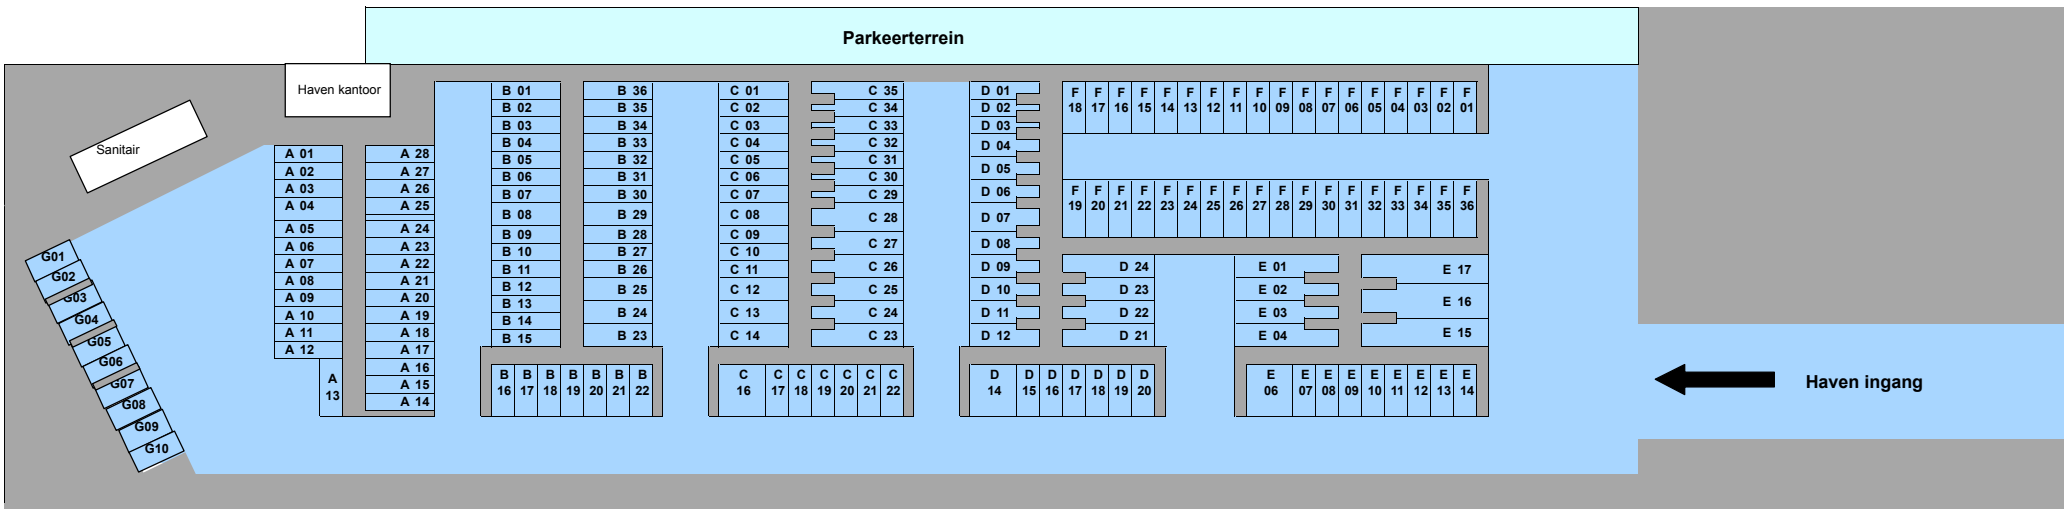 Parkeerterrein
Haven kantoor
Sanitair
Haven ingang
A 01
A 02
A 03
A 04
A 05
A 06
A 07
A 08
A 09
A 10
A 11
A 12
A
13
A 28
A 27
A 26
A 25
A 24
A 23
A 22
A 21
A 20
A 19
A 18
A 17
A 16
A 15
A 14
B 01
B 02
B 03
B 04
B 05
B 06
B 07
B 08
B 09
B 10
B 11
B 12
B 13
B 14
B 15
B 36
B 35
B 34
B 33
B 32
B 31
B 30
B 29
B 28
B 27
B 26
B 25
B 24
B 23
B B B B B B B
16 17 18 19 20 21 22
C 01
C 02
C 03
C 04
C 05
C 06
C 07
C 08
C 09
C 10
C 11
C 12
C 13
C 14
C 35
C 34
C 33
C 32
C 31
C 30
C 29
C 28
C 27
C 26
C 25
C 24
C 23
C C C C C C C
16 17 18 19 20 21 22
D 01
D 02
D 03
D 04
D 05
D 06
D 07
D 08
D 09
D 10
D 11
D 12
D 24
D 23
D 22
D 21
D D D D D D D
14 15 16 17 18 19 20
F F F F F F F F F F F F F F F F F F
18 17 16 15 14 13 12 11 10 09 08 07 06 05 04 03 02 01
F F F F F F F F F F F F F F F F F F
19 20 21 22 23 24 25 26 27 28 29 30 31 32 33 34 35 36
E 01
E 02
E 03
E 04
E 17
E 16
E 15
E E E E E E E E E
06 07 08 09 10 11 12 13 14
G01
G02
G03
G04
G05
G06
G07
G08
G09
G10